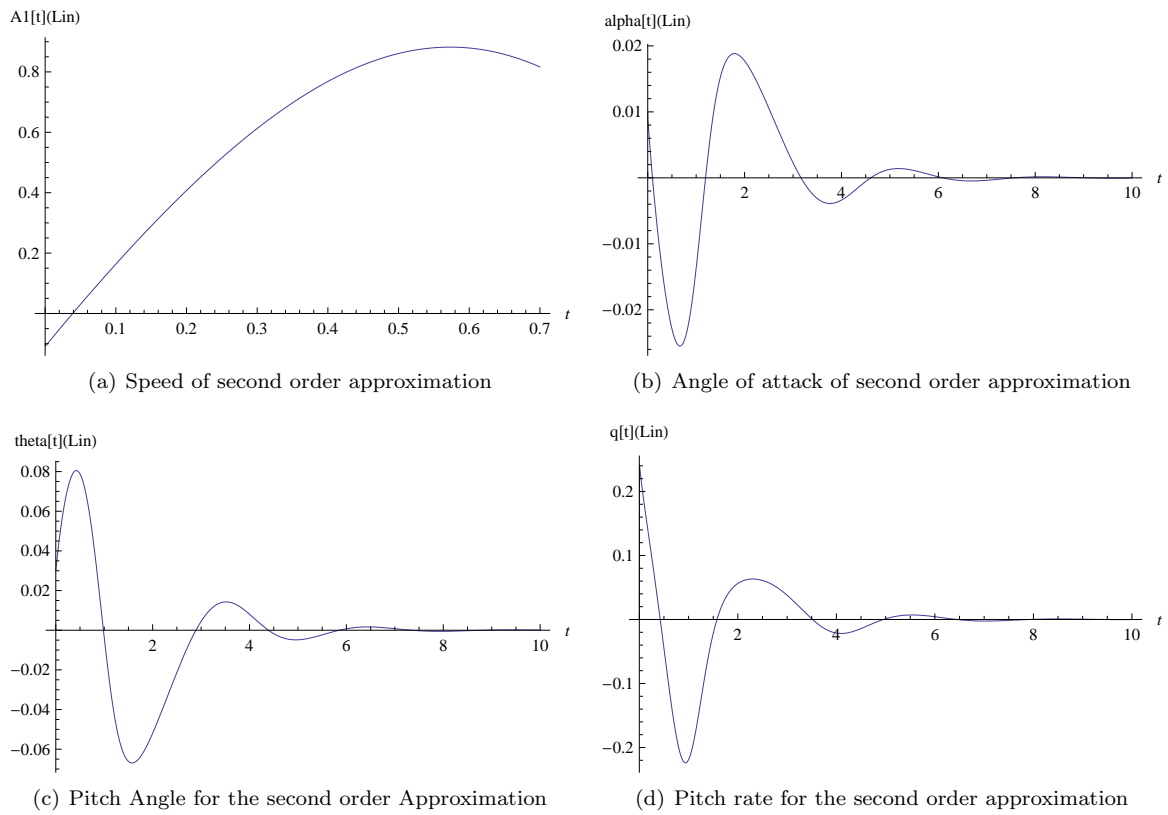 A1[t](Lin)
0.8
0.6
0.4
0.2
0.1 0.2 0.3 0.4 0.5 0.6 0.7 t
(a) Speed of second order approximation
alpha[t](Lin)
0.02
0.01
2 4 6 8 10 t
−0.01
−0.02
(b) Angle of attack of second order approximation
theta[t](Lin)
0.08
0.06
0.04
0.02
2 4 6 8 10 t
−0.02
−0.04
−0.06
(c) Pitch Angle for the second order Approximation
q[t](Lin)
0.2
0.1
2 4 6 8 10 t
−0.1
−0.2
(d) Pitch rate for the second order approximation